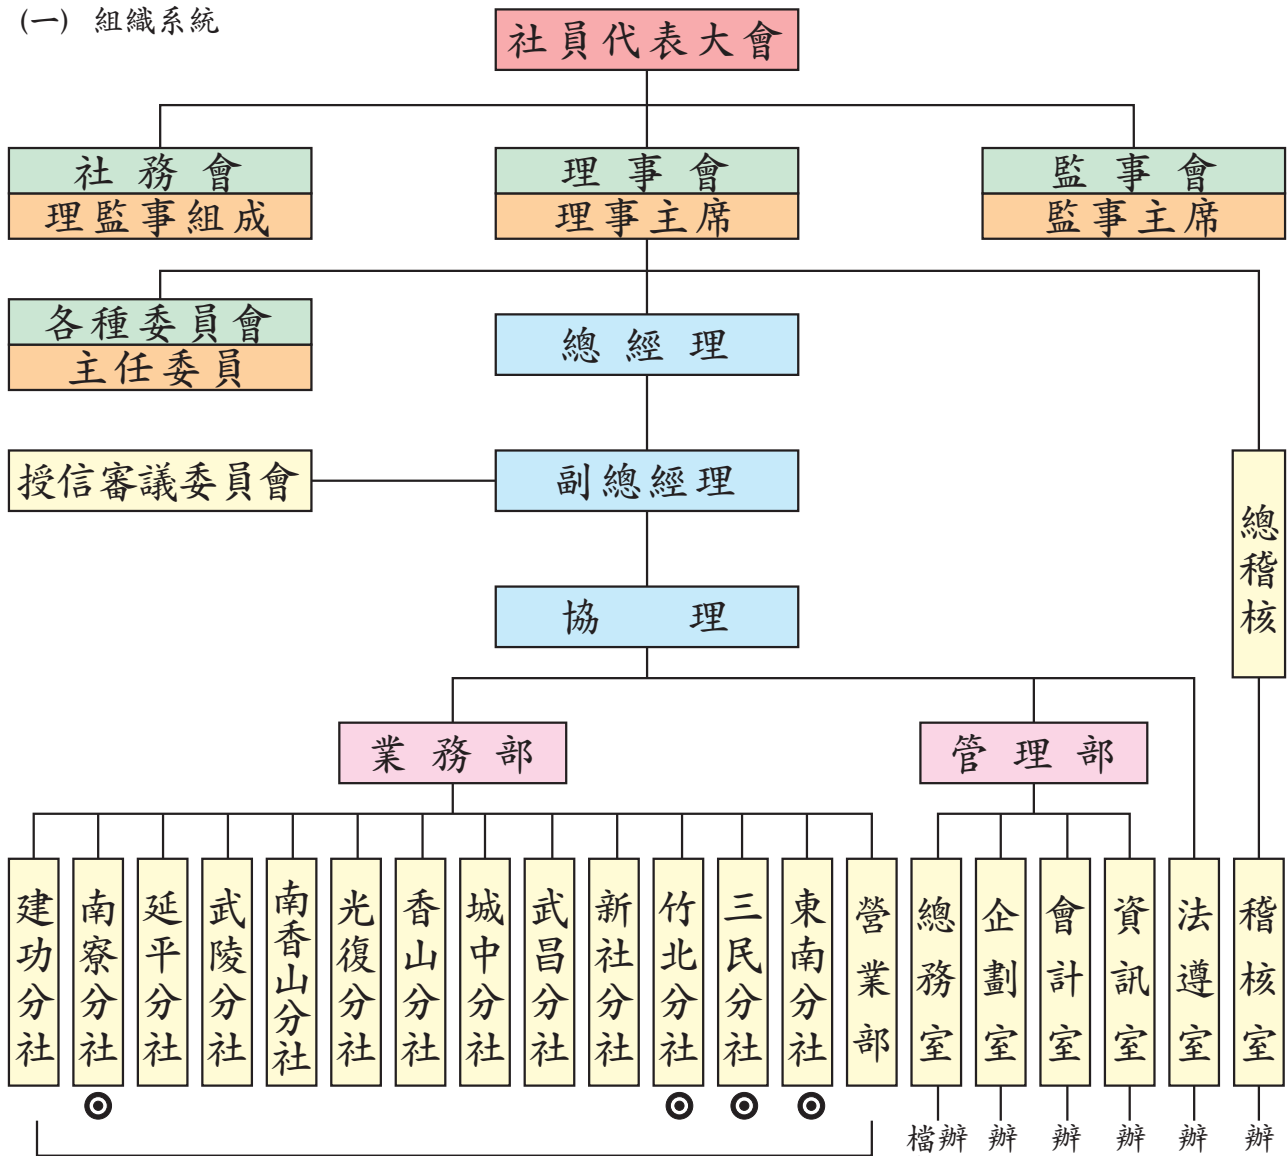 (一) 組織系統
社員代表大會
社務會
理監事組成
理事會
理事主席
監事會
監事主席
各種委員會
主任委員
總經理
授信審議委員會
副總經理
總稽核
協理
業務部
管理部
建功分社
南寮分社
延平分社
武陵分社
南香山分社
光復分社
香山分社
城中分社
武昌分社
新社分社
竹北分社
三民分社
東南分社
營業部
總務室
企劃室
會計室
資訊室
法遵室
稽核室
檔辦
辦
辦
辦
辦
辦